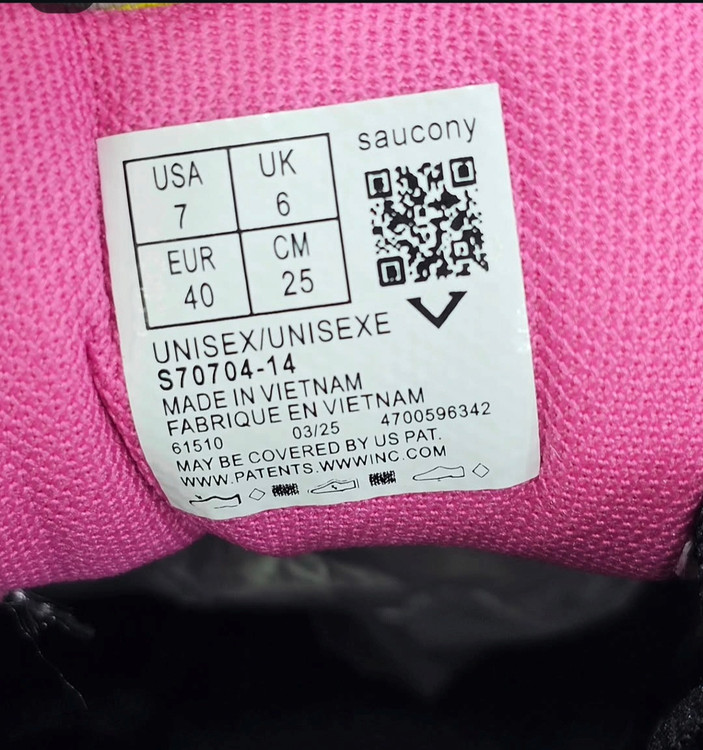 saucony
USA UK
7 6
EUR CM
40 25
UNISEX/UNISEXE
S70704-14
MADE IN VIETNAM
FABRIQUE EN VIETNAM
61510 03/25 4700596342
MAY BE COVERED BY US PAT.
WWW.PATENTS.WWWINC.COM